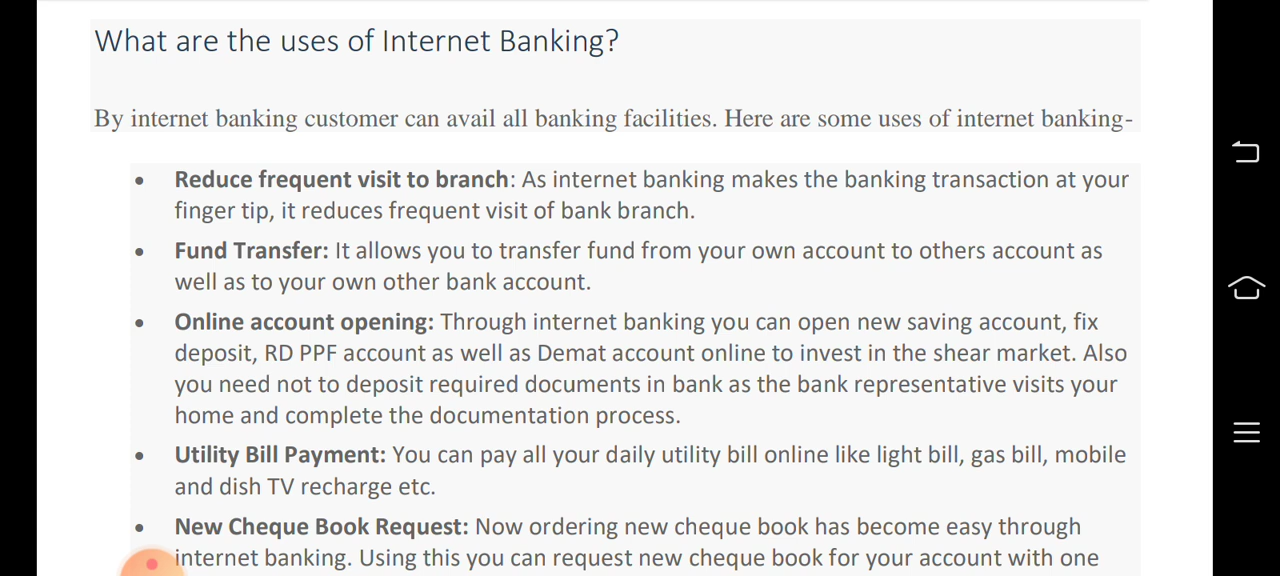 What are the uses of Internet Banking?
By internet banking customer can avail all banking facilities. Here are some uses of internet banking-
• Reduce frequent visit to branch: As internet banking makes the banking transaction at your
finger tip, it reduces frequent visit of bank branch.
• Fund Transfer: It allows you to transfer fund from your own account to others account as
well as to your own other bank account.
• Online account opening: Through internet banking you can open new saving account, fix
deposit, RD PPF account as well as Demat account online to invest in the shear market. Also
you need not to deposit required documents in bank as the bank representative visits your
home and complete the documentation process.
• Utility Bill Payment: You can pay all your daily utility bill online like light bill, gas bill, mobile
and dish TV recharge etc.
• New Cheque Book Request: Now ordering new cheque book has become easy through
internet banking. Using this you can request new cheque book for your account with one